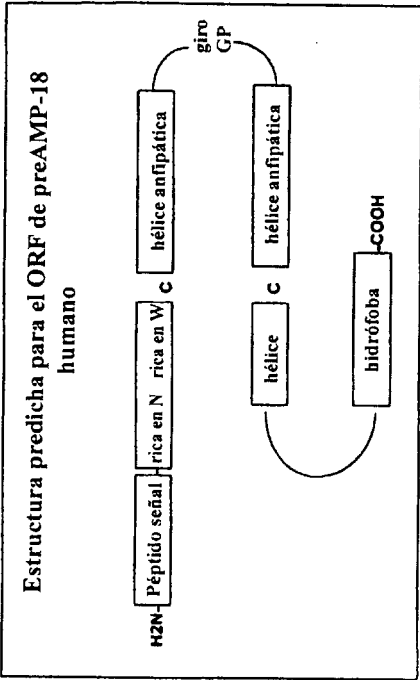 Estructura predicha para el ORF de preAMP-18
humano
H2N- Péptido señal rica en N rica en W C hélice anfipática
giro
GP
hélice C hélice anfipática
hidrófoba -COOH